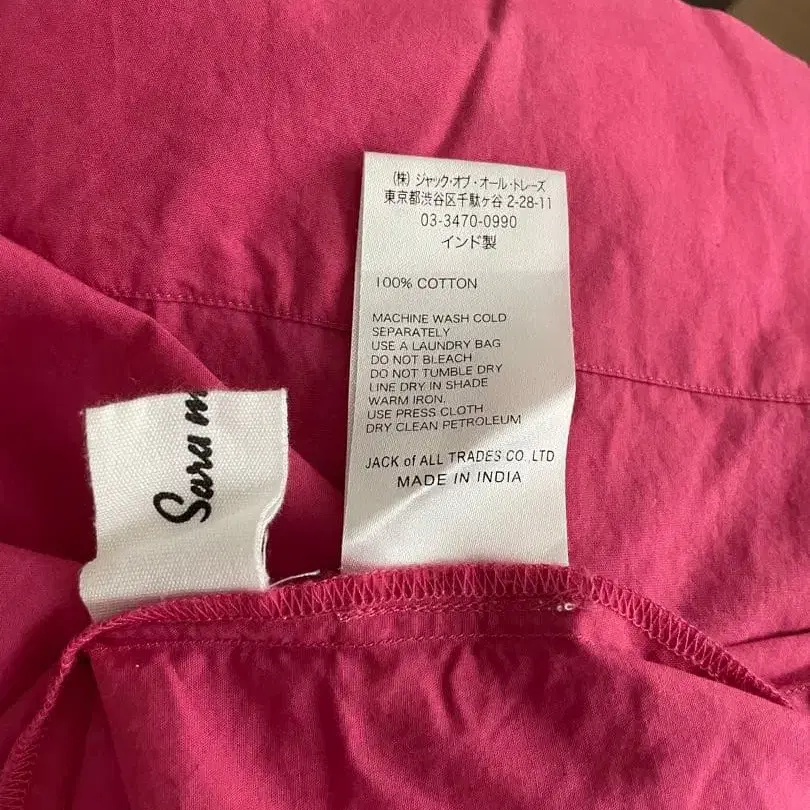 (株) ジャック・オブ・オール・トレーズ
東京都渋谷区千駄ヶ谷 2-28-11
03-3470-0990
インド製
100% COTTON
MACHINE WASH COLD
SEPARATELY
USE A LAUNDRY BAG
DO NOT BLEACH
DO NOT TUMBLE DRY
LINE DRY IN SHADE
WARM IRON.
USE PRESS CLOTH
DRY CLEAN PETROLEUM
JACK of ALL TRADES CO. LTD
MADE IN INDIA
Sara